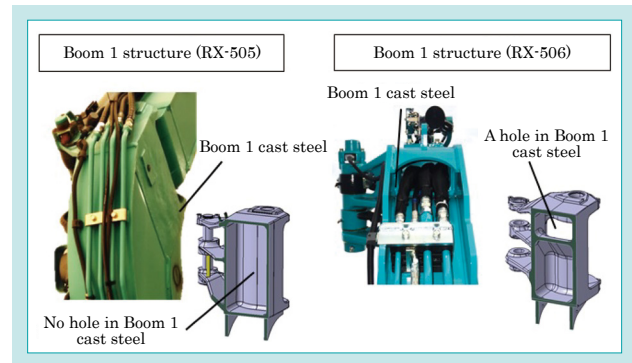 Boom 1 structure (RX-505)
Boom 1 structure (RX-506)
Boom 1 cast steel
Boom 1 cast steel
A hole in Boom 1
cast steel
No hole in Boom 1
cast steel